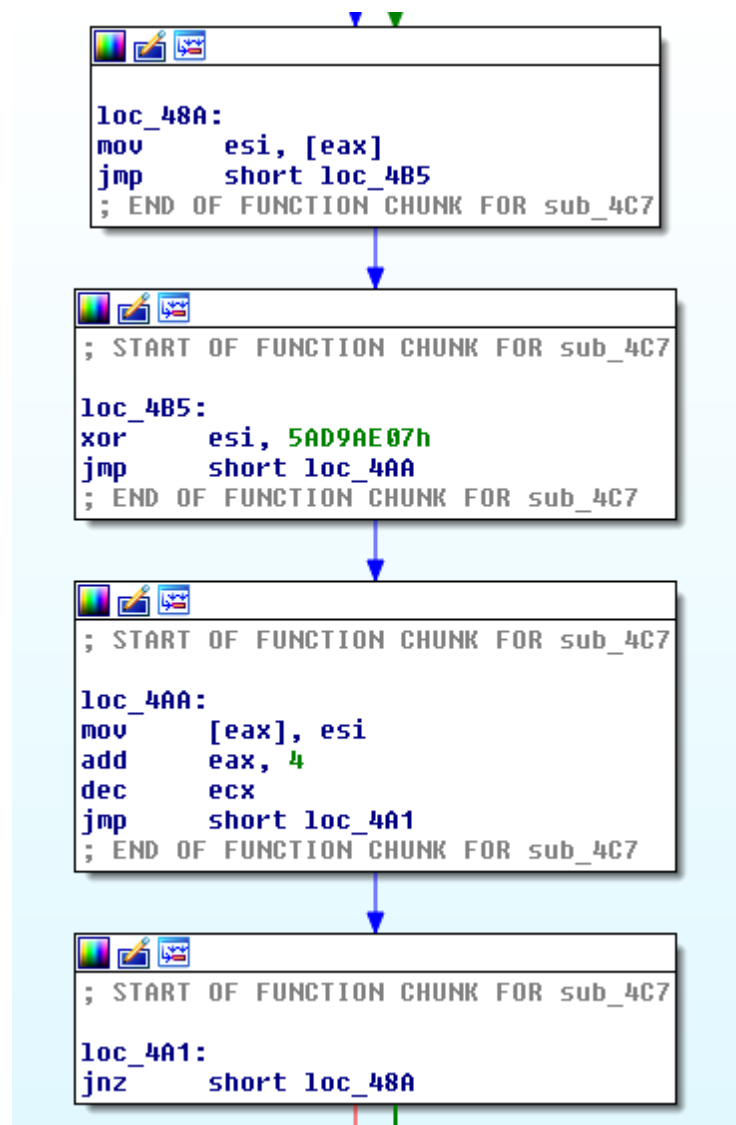 loc_48A:
mov esi, [eax]
jmp short loc_4B5
; END OF FUNCTION CHUNK FOR sub_4C7
; START OF FUNCTION CHUNK FOR sub_4C7
loc_4B5:
xor esi, 5AD9AE07h
jmp short loc_4AA
; END OF FUNCTION CHUNK FOR sub_4C7
; START OF FUNCTION CHUNK FOR sub_4C7
loc_4AA:
mov [eax], esi
add eax, 4
dec ecx
jmp short loc_4A1
; END OF FUNCTION CHUNK FOR sub_4C7
; START OF FUNCTION CHUNK FOR sub_4C7
loc_4A1:
jnz short loc_48A